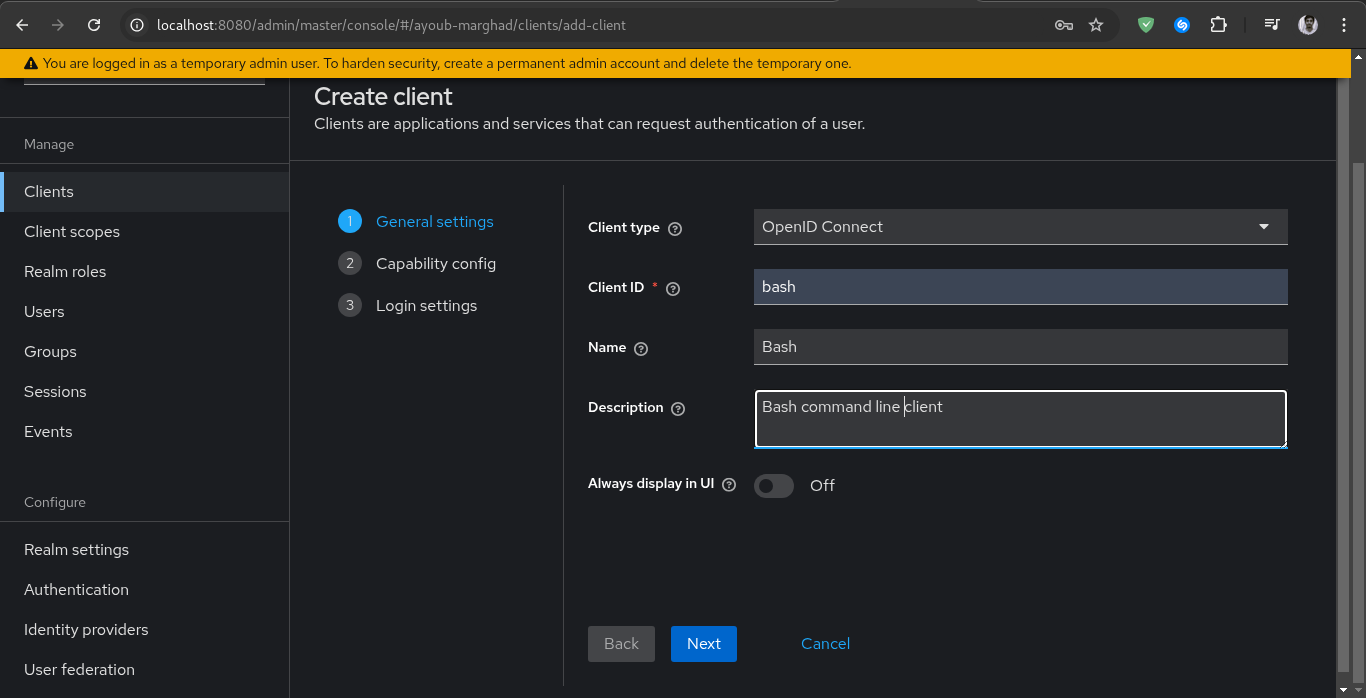 localhost:8080/admin/master/console/#/ayoub-marghad/clients/add-client
You are logged in as a temporary admin user. To harden security, create a permanent admin account and delete the temporary one.
Create client
Clients are applications and services that can request authentication of a user.
Manage
Clients
Client scopes
Realm roles
Users
Groups
Sessions
Events
Configure
Realm settings
Authentication
Identity providers
User federation
1 General settings
2 Capability config
3 Login settings
Client type ? OpenID Connect
Client ID * ? bash
Name ? Bash
Description ? Bash command line client
Always display in UI ? Off
Back Next Cancel